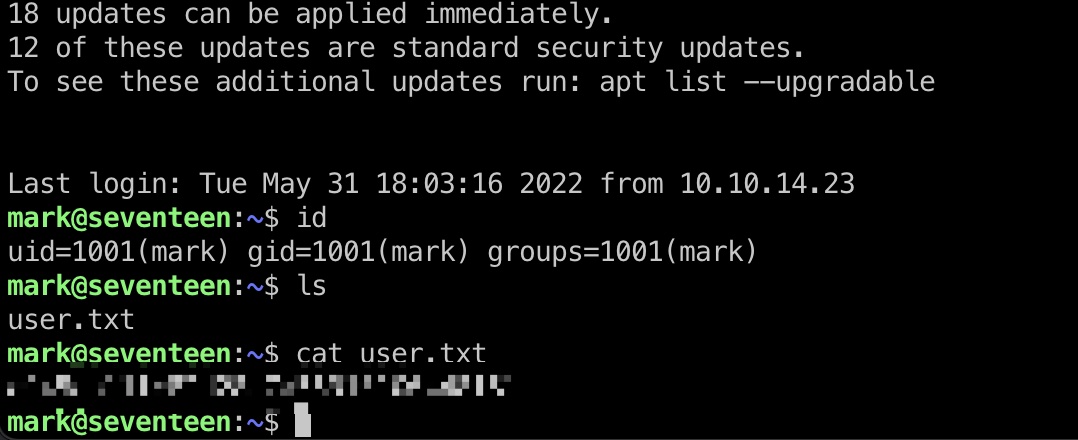 18 updates can be applied immediately.
12 of these updates are standard security updates.
To see these additional updates run: apt list --upgradable
Last login: Tue May 31 18:03:16 2022 from 10.10.14.23
mark@seventeen:~$ id
uid=1001(mark) gid=1001(mark) groups=1001(mark)
mark@seventeen:~$ ls
user.txt
mark@seventeen:~$ cat user.txt
mark@seventeen:~$